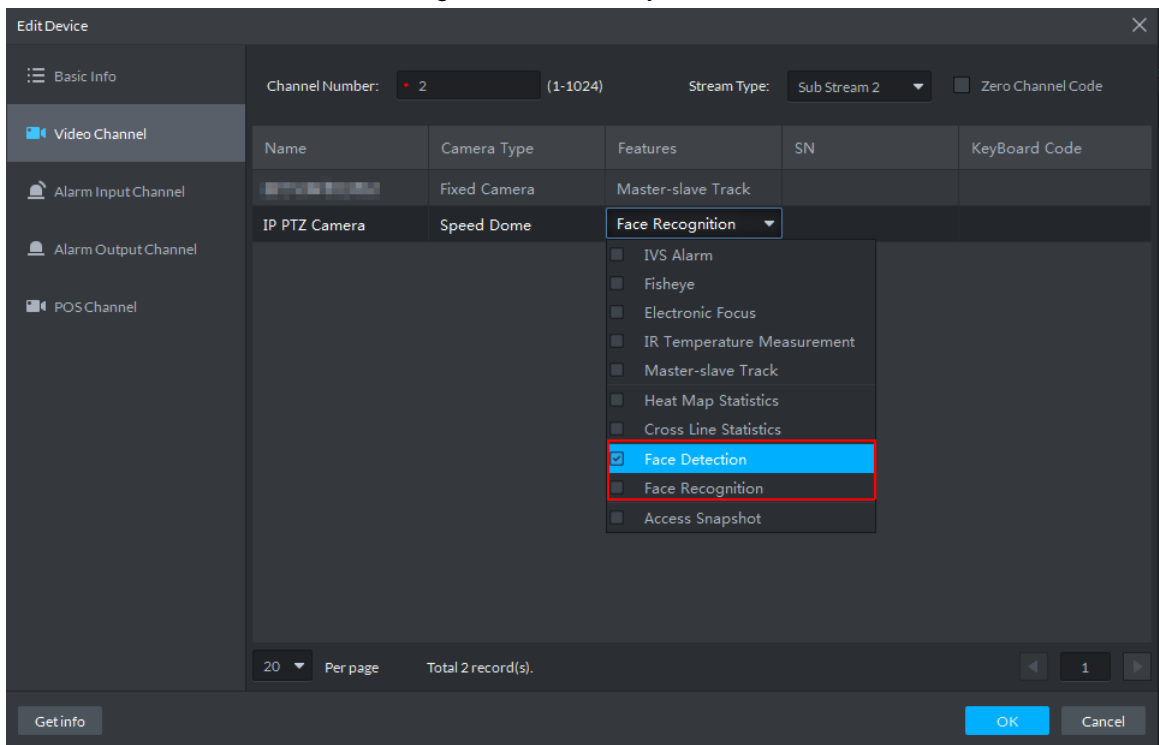 Edit Device
Basic Info
Video Channel
Alarm Input Channel
Alarm Output Channel
POS Channel
Channel Number: * 2 (1-1024) Stream Type: Sub Stream 2 Zero Channel Code
Name Camera Type Features SN KeyBoard Code
Fixed Camera Master-slave Track
IP PTZ Camera Speed Dome Face Recognition
IVS Alarm
Fisheye
Electronic Focus
IR Temperature Measurement
Master-slave Track
Heat Map Statistics
Cross Line Statistics
Face Detection
Face Recognition
Access Snapshot
20 Per page Total 2 record(s). 1
Get info OK Cancel